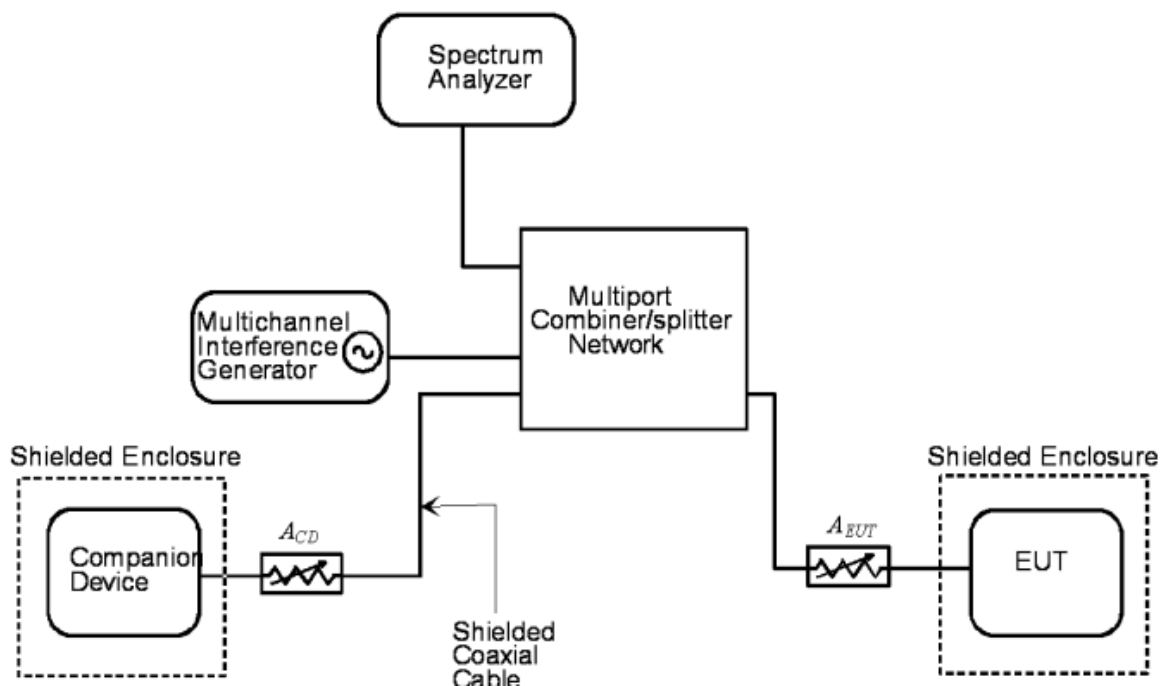 Spectrum
Analyzer
Multiport
Combiner/splitter
Network
Multichannel
Interference
Generator
Shielded Enclosure
Shielded Enclosure
A_CD
A_EUT
Companion
Device
EUT
Shielded
Coaxial
Cable